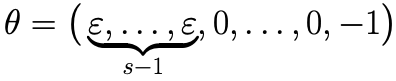 θ = ( ε, . . . , ε, 0, . . . , 0, −1)
s−1